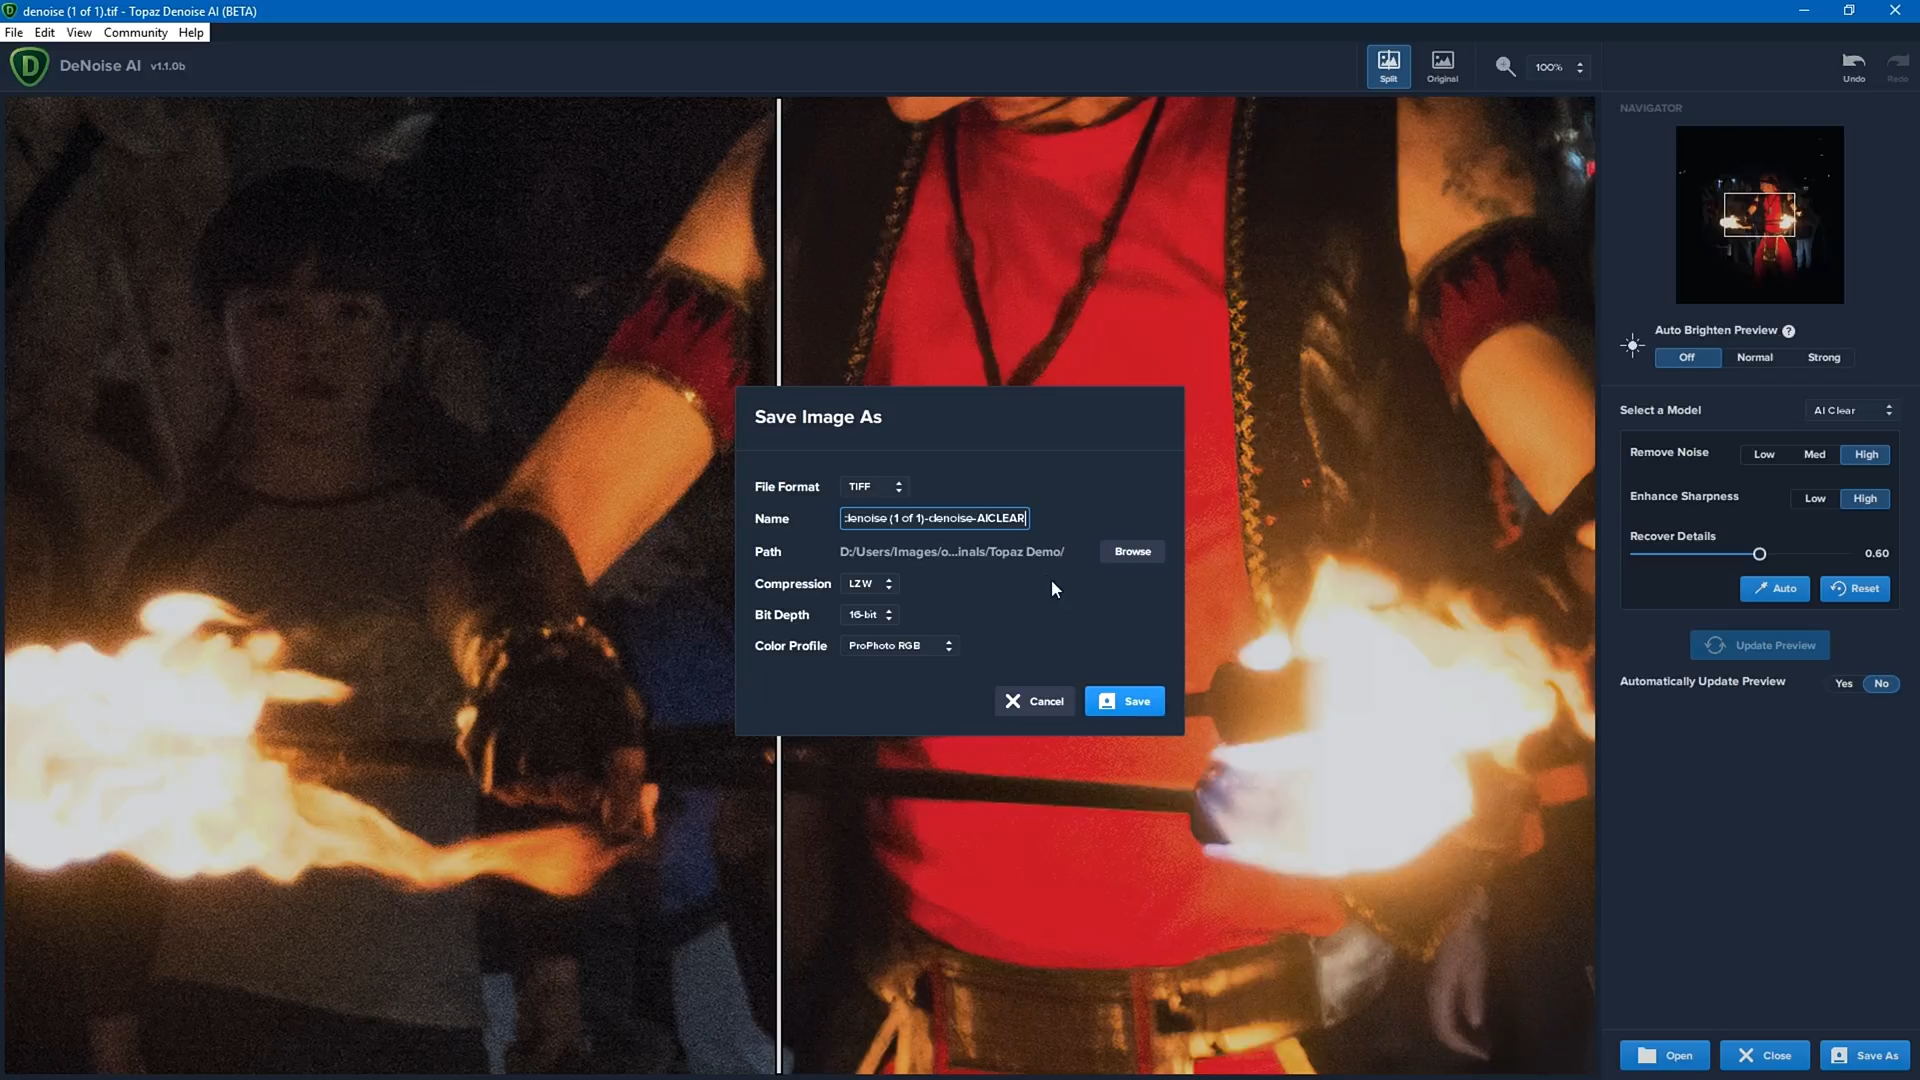 denoise (1 of 1).tif - Topaz Denoise AI (BETA)
File Edit View Community Help
DeNoise AI v1.1.0b
Split
Original
100%
Undo
Redo
NAVIGATOR
Auto Brighten Preview ?
Off Normal Strong
Select a Model AI Clear
Remove Noise Low Med High
Enhance Sharpness Low High
Recover Details
0.60
Auto Reset
Update Preview
Automatically Update Preview Yes No
Save Image As
File Format TIFF
Name denoise (1 of 1)-denoise-AICLEAR
Path D:/Users/Images/o...inals/Topaz Demo/ Browse
Compression LZW
Bit Depth 16-bit
Color Profile ProPhoto RGB
Cancel Save
Open Close Save As